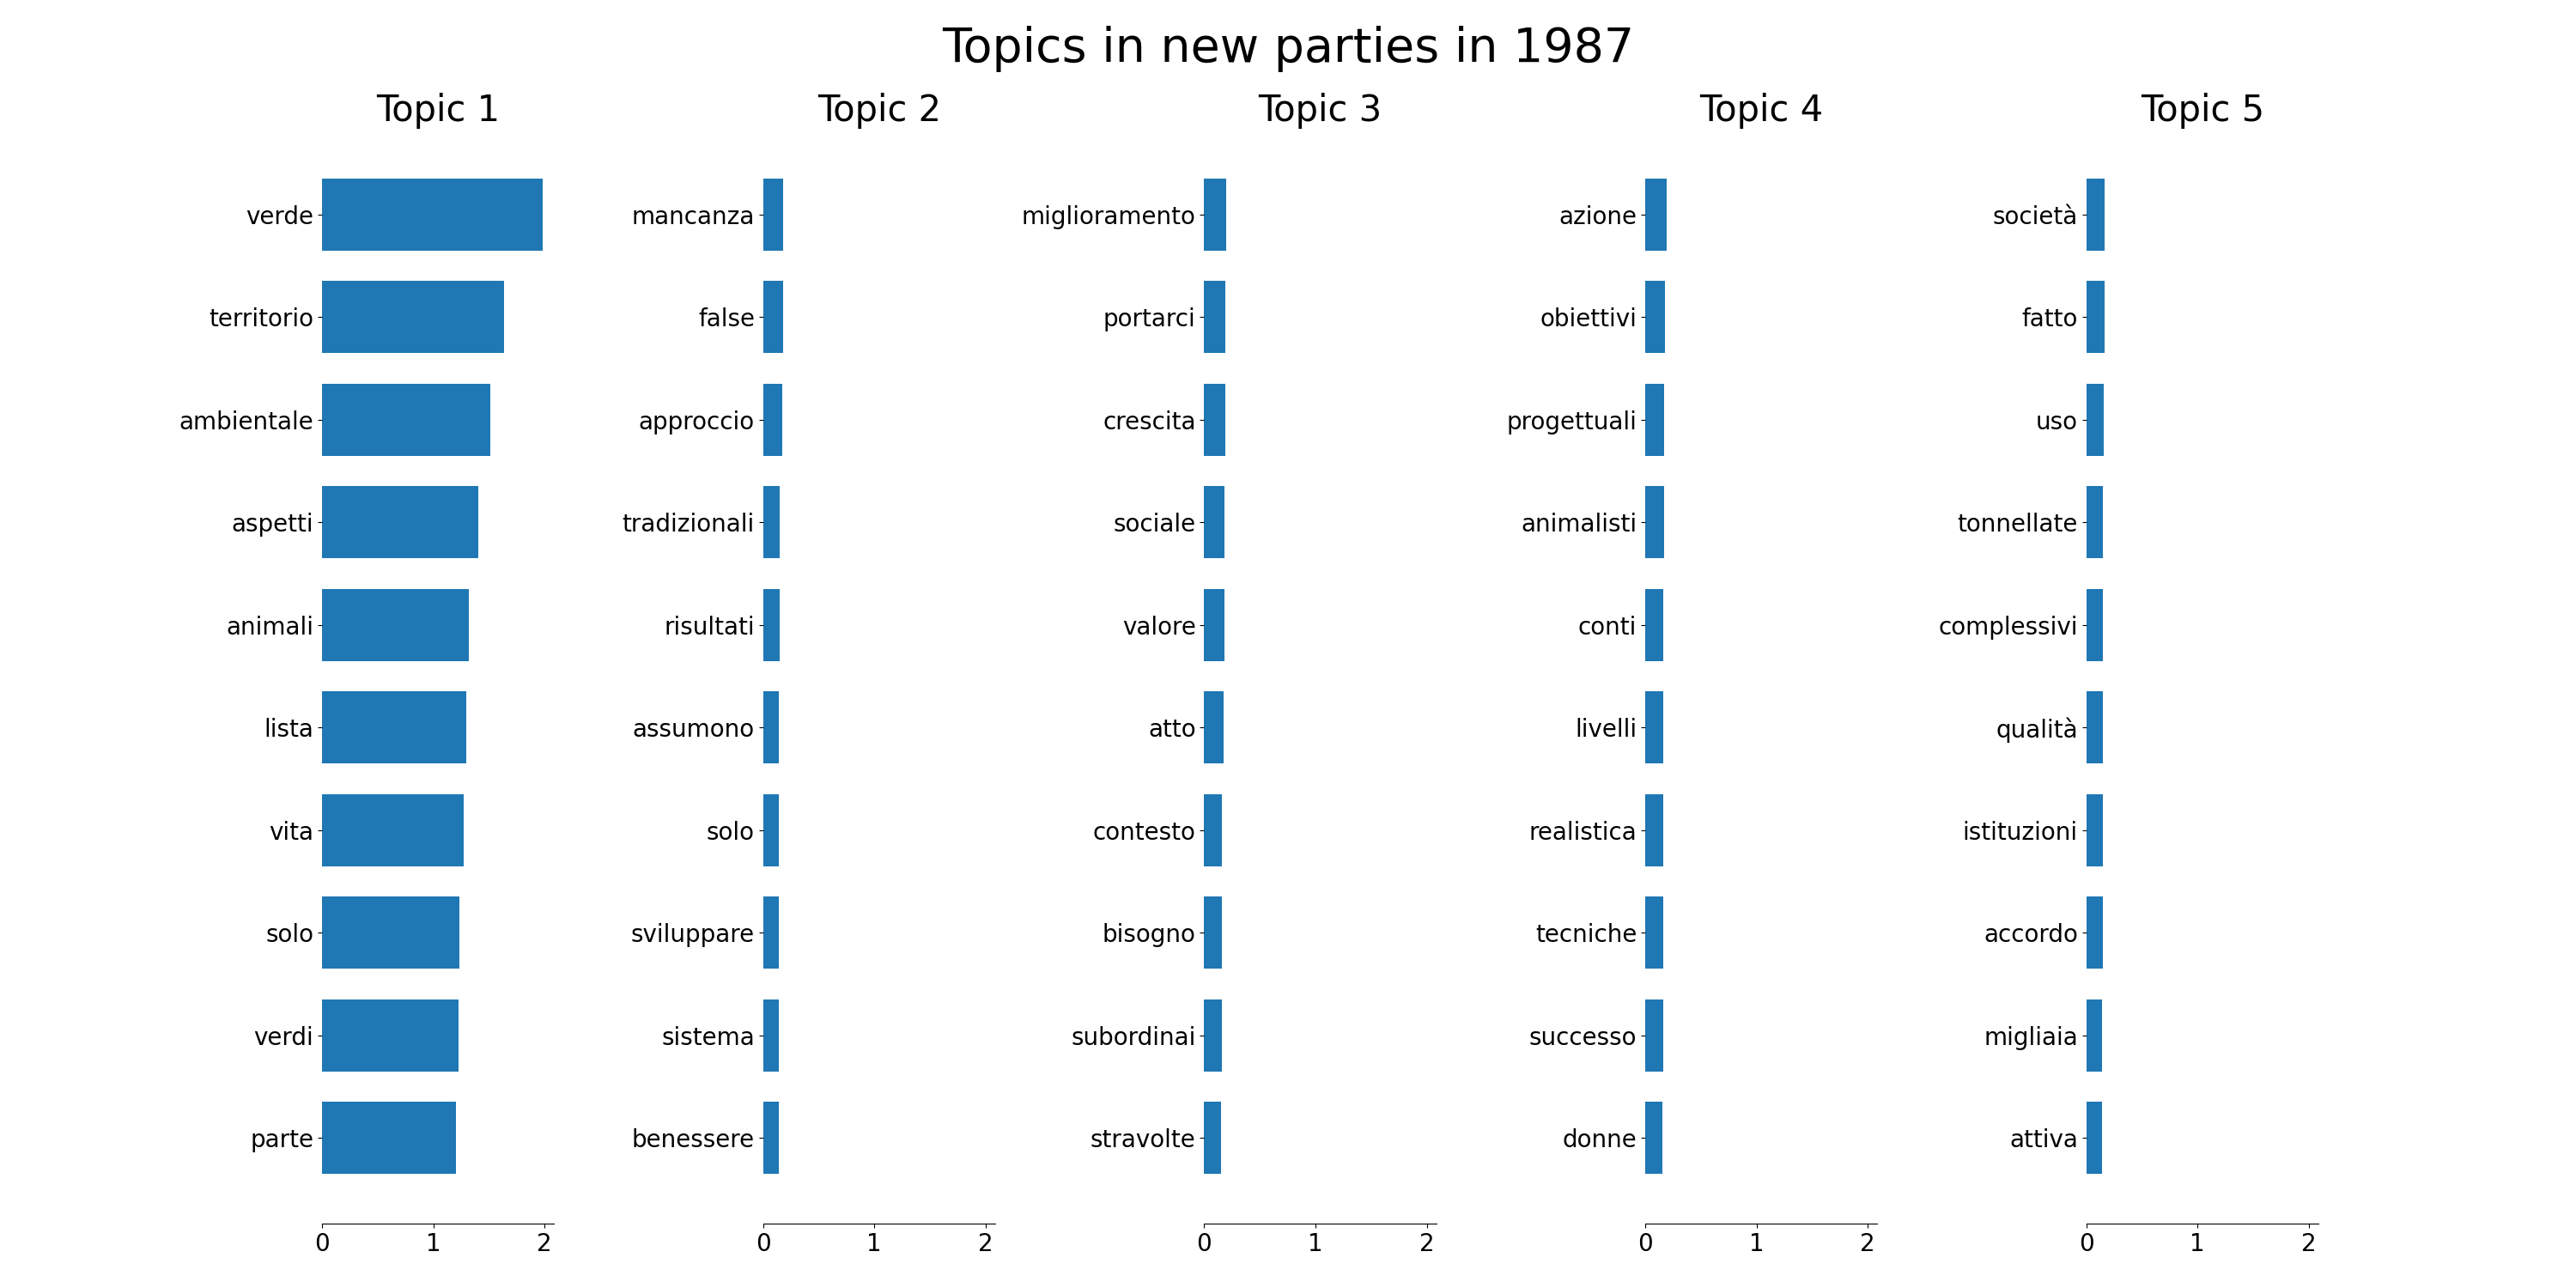 Topics in new parties in 1987
Topic 1
verde
territorio
ambientale
aspetti
animali
lista
vita
solo
verdi
parte
0 1 2
Topic 2
mancanza
false
approccio
tradizionali
risultati
assumono
solo
sviluppare
sistema
benessere
0 1 2
Topic 3
miglioramento
portarci
crescita
sociale
valore
atto
contesto
bisogno
subordinai
stravolte
0 1 2
Topic 4
azione
obiettivi
progettuali
animalisti
conti
livelli
realistica
tecniche
successo
donne
0 1 2
Topic 5
società
fatto
uso
tonnellate
complessivi
qualità
istituzioni
accordo
migliaia
attiva
0 1 2